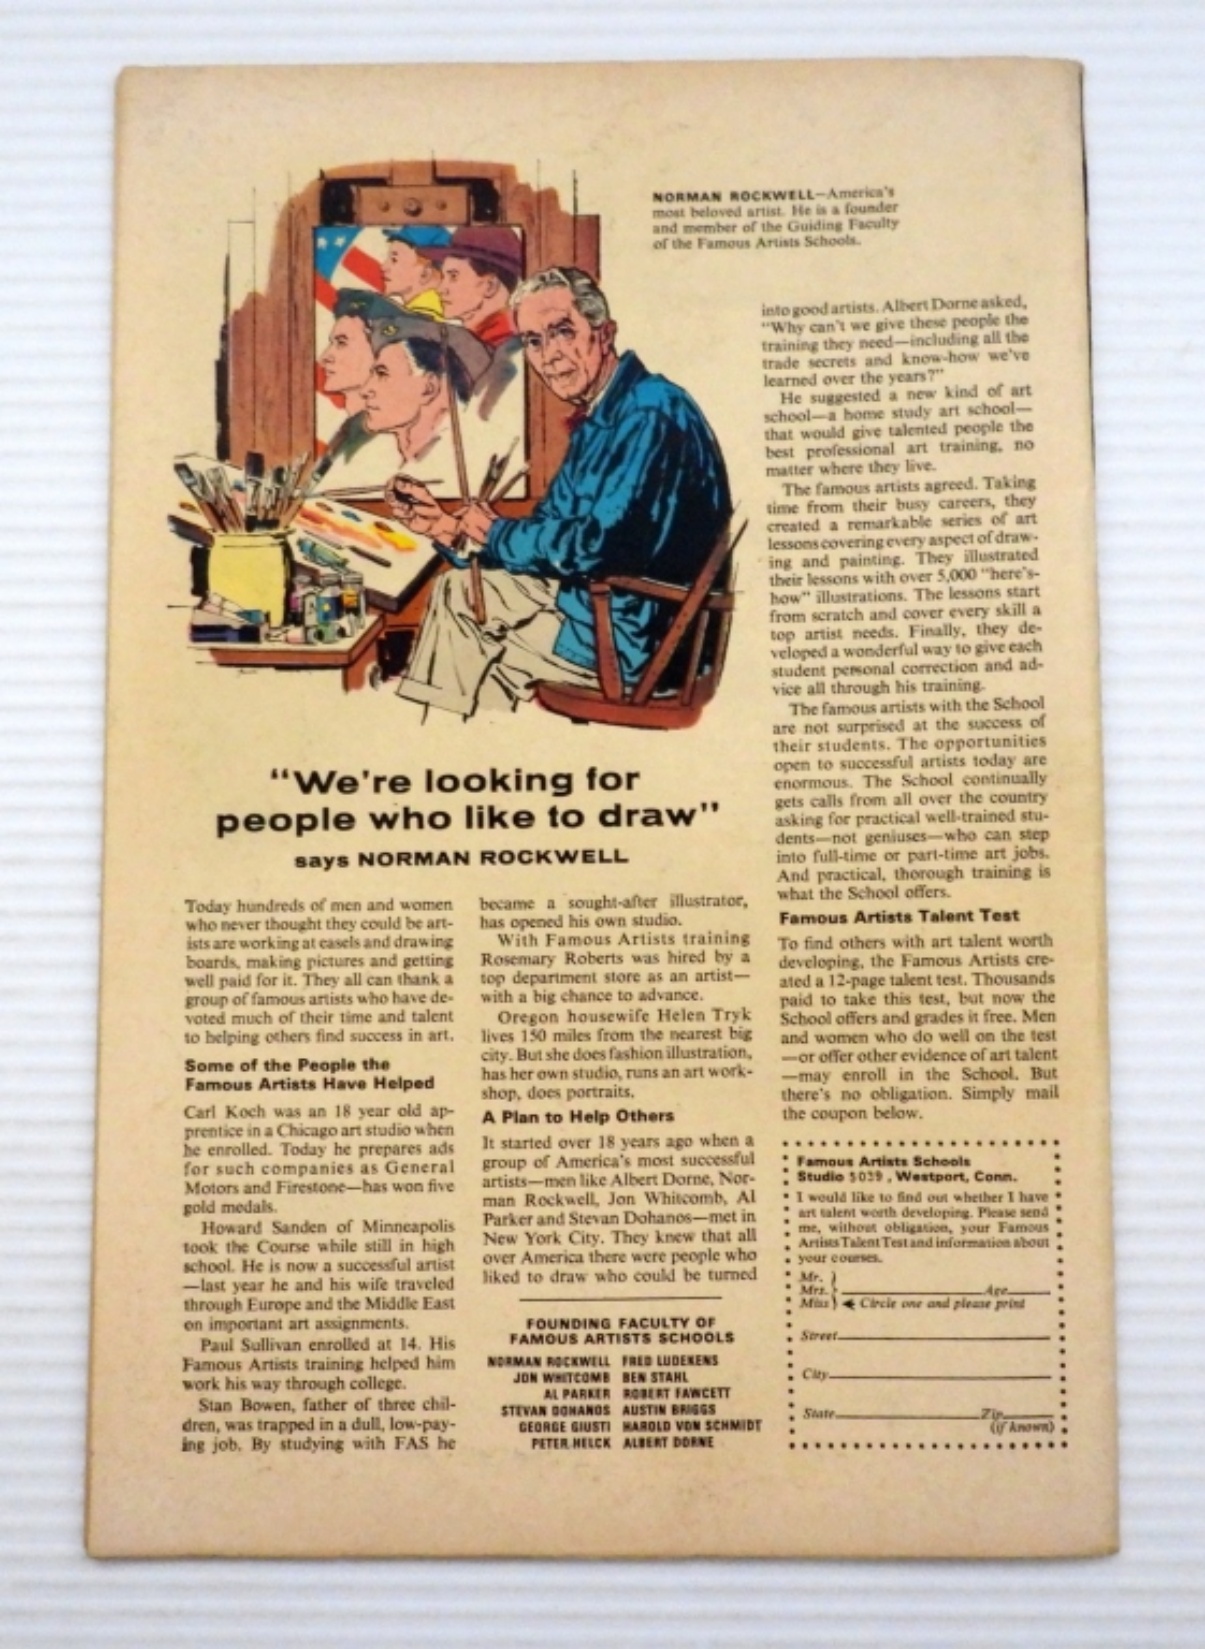 NORMAN ROCKWELL—America's
most beloved artist. He is a founder
and member of the Guiding Faculty
of the Famous Artists Schools.
"We're looking for
people who like to draw"
says NORMAN ROCKWELL
Today hundreds of men and women
who never thought they could be art-
ists are working at easels and drawing
boards, making pictures and getting
well paid for it. They all can thank a
group of famous artists who have de-
voted much of their time and talent
to helping others find success in art.
Some of the People the
Famous Artists Have Helped
Carl Koch was an 18 year old ap-
prentice in a Chicago art studio when
he enrolled. Today he prepares ads
for such companies as General
Motors and Firestone—has won five
gold medals.
Howard Sanden of Minneapolis
took the Course while still in high
school. He is now a successful artist
—last year he and his wife traveled
through Europe and the Middle East
on important art assignments.
Paul Sullivan enrolled at 14. His
Famous Artists training helped him
work his way through college.
Stan Bowen, father of three chil-
dren, was trapped in a dull, low-pay-
ing job. By studying with FAS he
became a sought-after illustrator,
has opened his own studio.
With Famous Artists training
Rosemary Roberts was hired by a
top department store as an artist—
with a big chance to advance.
Oregon housewife Helen Tryk
lives 150 miles from the nearest big
city. But she does fashion illustration,
has her own studio, runs an art work-
shop, does portraits.
A Plan to Help Others
It started over 18 years ago when a
group of America's most successful
artists—men like Albert Dorne, Nor-
man Rockwell, Jon Whitcomb, Al
Parker and Stevan Dohanos—met in
New York City. They knew that all
over America there were people who
liked to draw who could be turned
FOUNDING FACULTY OF
FAMOUS ARTISTS SCHOOLS
NORMAN ROCKWELL FRED LUDEKENS
JON WHITCOMB BEN STAHL
AL PARKER ROBERT FAWCETT
STEVAN DOHANOS AUSTIN BRIGGS
GEORGE GIUSTI HAROLD VON SCHMIDT
PETER HELCK ALBERT DORNE
into good artists. Albert Dorne asked,
"Why can't we give these people the
training they need—including all the
trade secrets and know-how we've
learned over the years?"
He suggested a new kind of art
school—a home study art school—
that would give talented people the
best professional art training, no
matter where they live.
The famous artists agreed. Taking
time from their busy careers, they
created a remarkable series of art
lessons covering every aspect of draw-
ing and painting. They illustrated
their lessons with over 5,000 "here's-
how" illustrations. The lessons start
from scratch and cover every skill a
top artist needs. Finally, they de-
veloped a wonderful way to give each
student personal correction and ad-
vice all through his training.
The famous artists with the School
are not surprised at the success of
their students. The opportunities
open to successful artists today are
enormous. The School continually
gets calls from all over the country
asking for practical well-trained stu-
dents—not geniuses—who can step
into full-time or part-time art jobs.
And practical, thorough training is
what the School offers.
Famous Artists Talent Test
To find others with art talent worth
developing, the Famous Artists cre-
ated a 12-page talent test. Thousands
paid to take this test, but now the
School offers and grades it free. Men
and women who do well on the test
—or offer other evidence of art talent
—may enroll in the School. But
there's no obligation. Simply mail
the coupon below.
Famous Artists Schools
Studio 5039, Westport, Conn.
I would like to find out whether I have
art talent worth developing. Please send
me, without obligation, your Famous
Artists Talent Test and information about
your courses.
Mr.
Mrs. Age
Miss Circle one and please print
Street
City
State Zip
(if known)